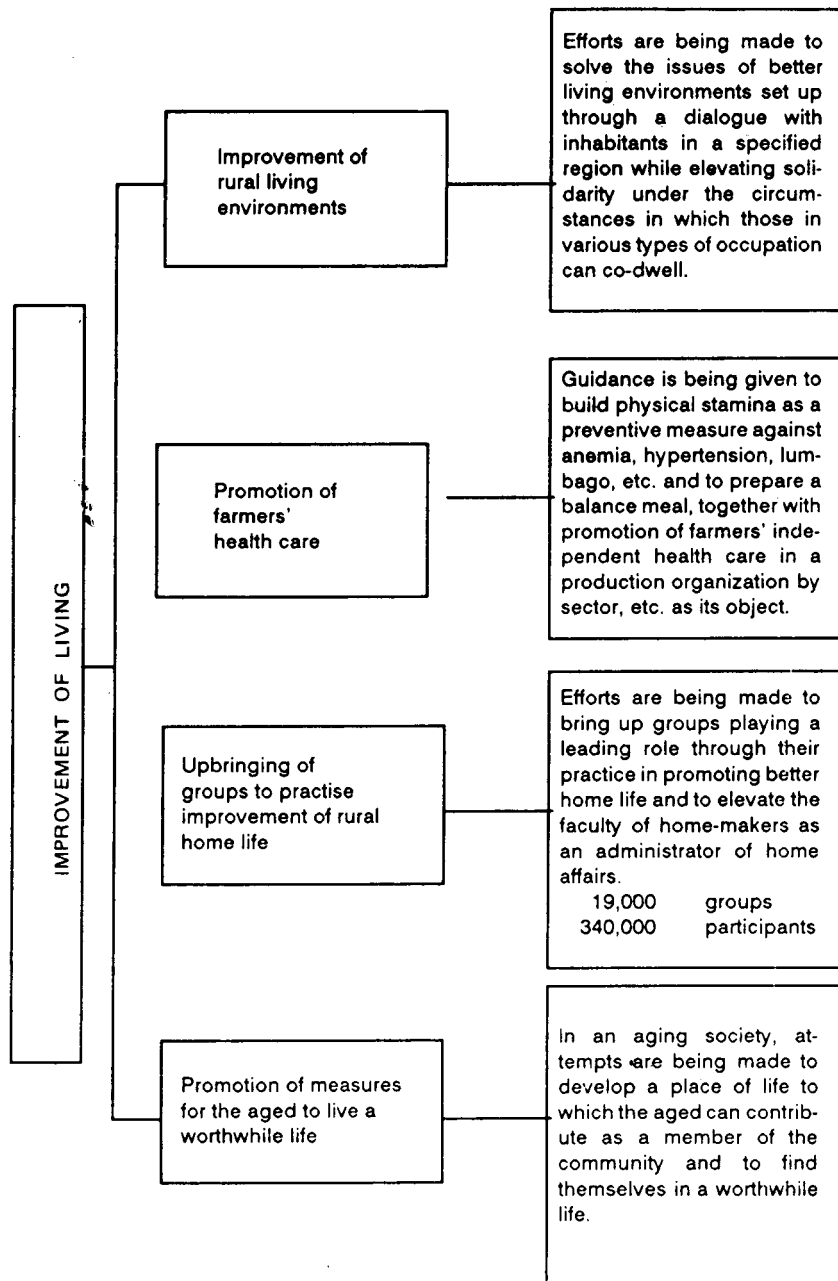 IMPROVEMENT OF LIVING
Improvement of
rural living
environments
Efforts are being made to
solve the issues of better
living environments set up
through a dialogue with
inhabitants in a specified
region while elevating soli-
darity under the circum-
stances in which those in
various types of occupation
can co-dwell.
Promotion of
farmers'
health care
Guidance is being given to
build physical stamina as a
preventive measure against
anemia, hypertension, lum-
bago, etc. and to prepare a
balance meal, together with
promotion of farmers' inde-
pendent health care in a
production organization by
sector, etc. as its object.
Upbringing of
groups to practise
improvement of rural
home life
Efforts are being made to
bring up groups playing a
leading role through their
practice in promoting better
home life and to elevate the
faculty of home-makers as
an administrator of home
affairs.
19,000 groups
340,000 participants
Promotion of measures
for the aged to live a
worthwhile life
In an aging society, at-
tempts are being made to
develop a place of life to
which the aged can contrib-
ute as a member of the
community and to find
themselves in a worthwhile
life.